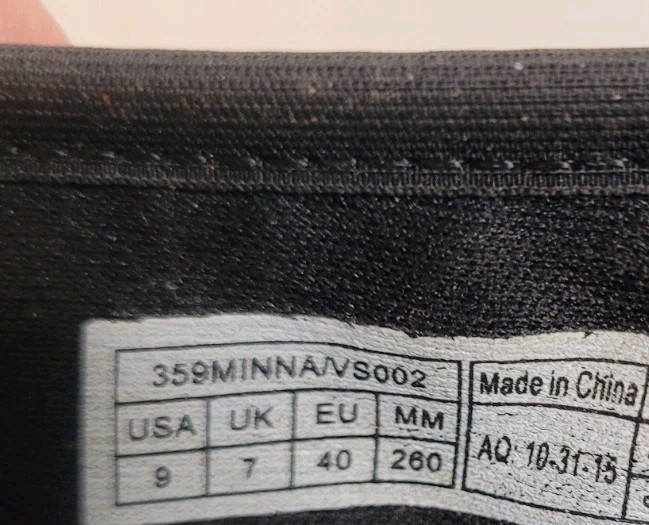 359MINNA/VS002
USA UK EU MM
9 7 40 260
Made in China
AQ: 10-31-15